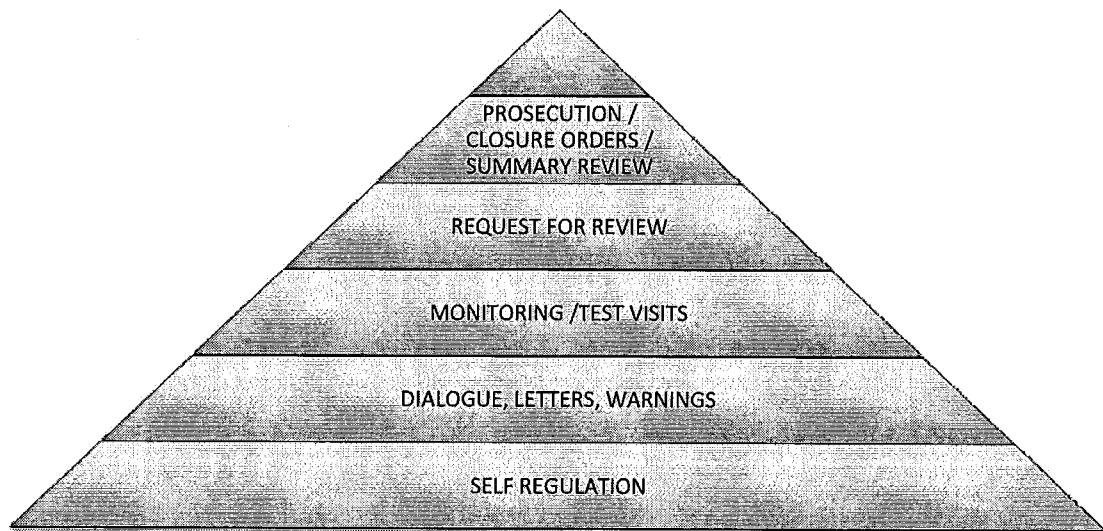 PROSECUTION /
CLOSURE ORDERS /
SUMMARY REVIEW
REQUEST FOR REVIEW
MONITORING /TEST VISITS
DIALOGUE, LETTERS, WARNINGS
SELF REGULATION